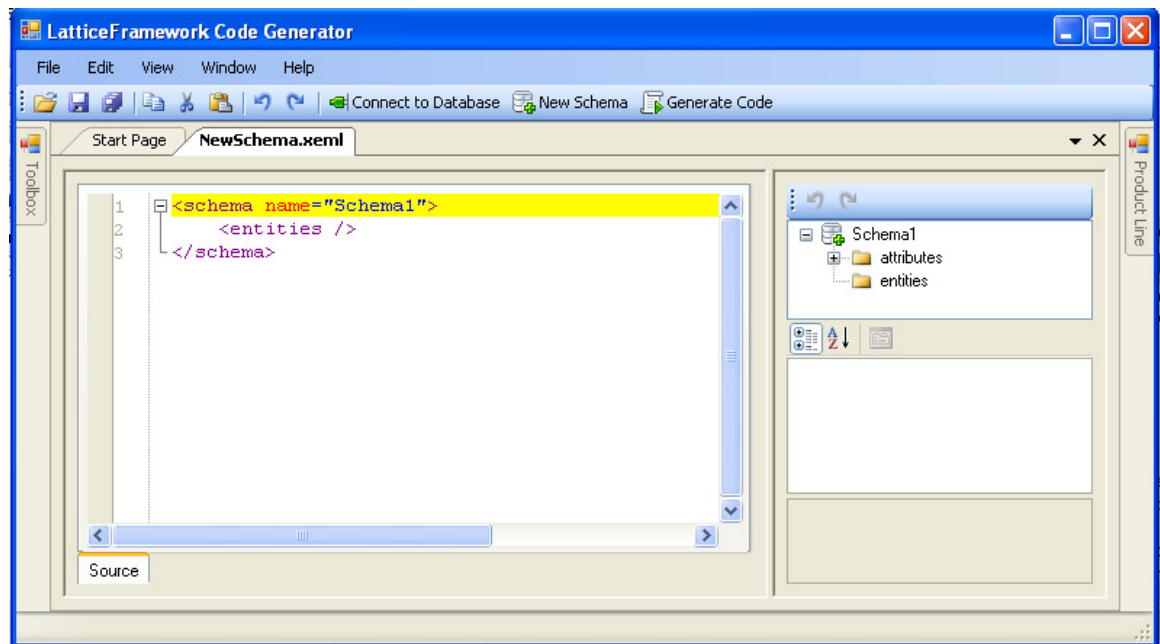 LatticeFramework Code Generator
File Edit View Window Help
Connect to Database New Schema Generate Code
Toolbox
Start Page NewSchema.xeml
1 <schema name="Schema1">
2 <entities />
3 </schema>
Source
Schema1
attributes
entities
Product Line